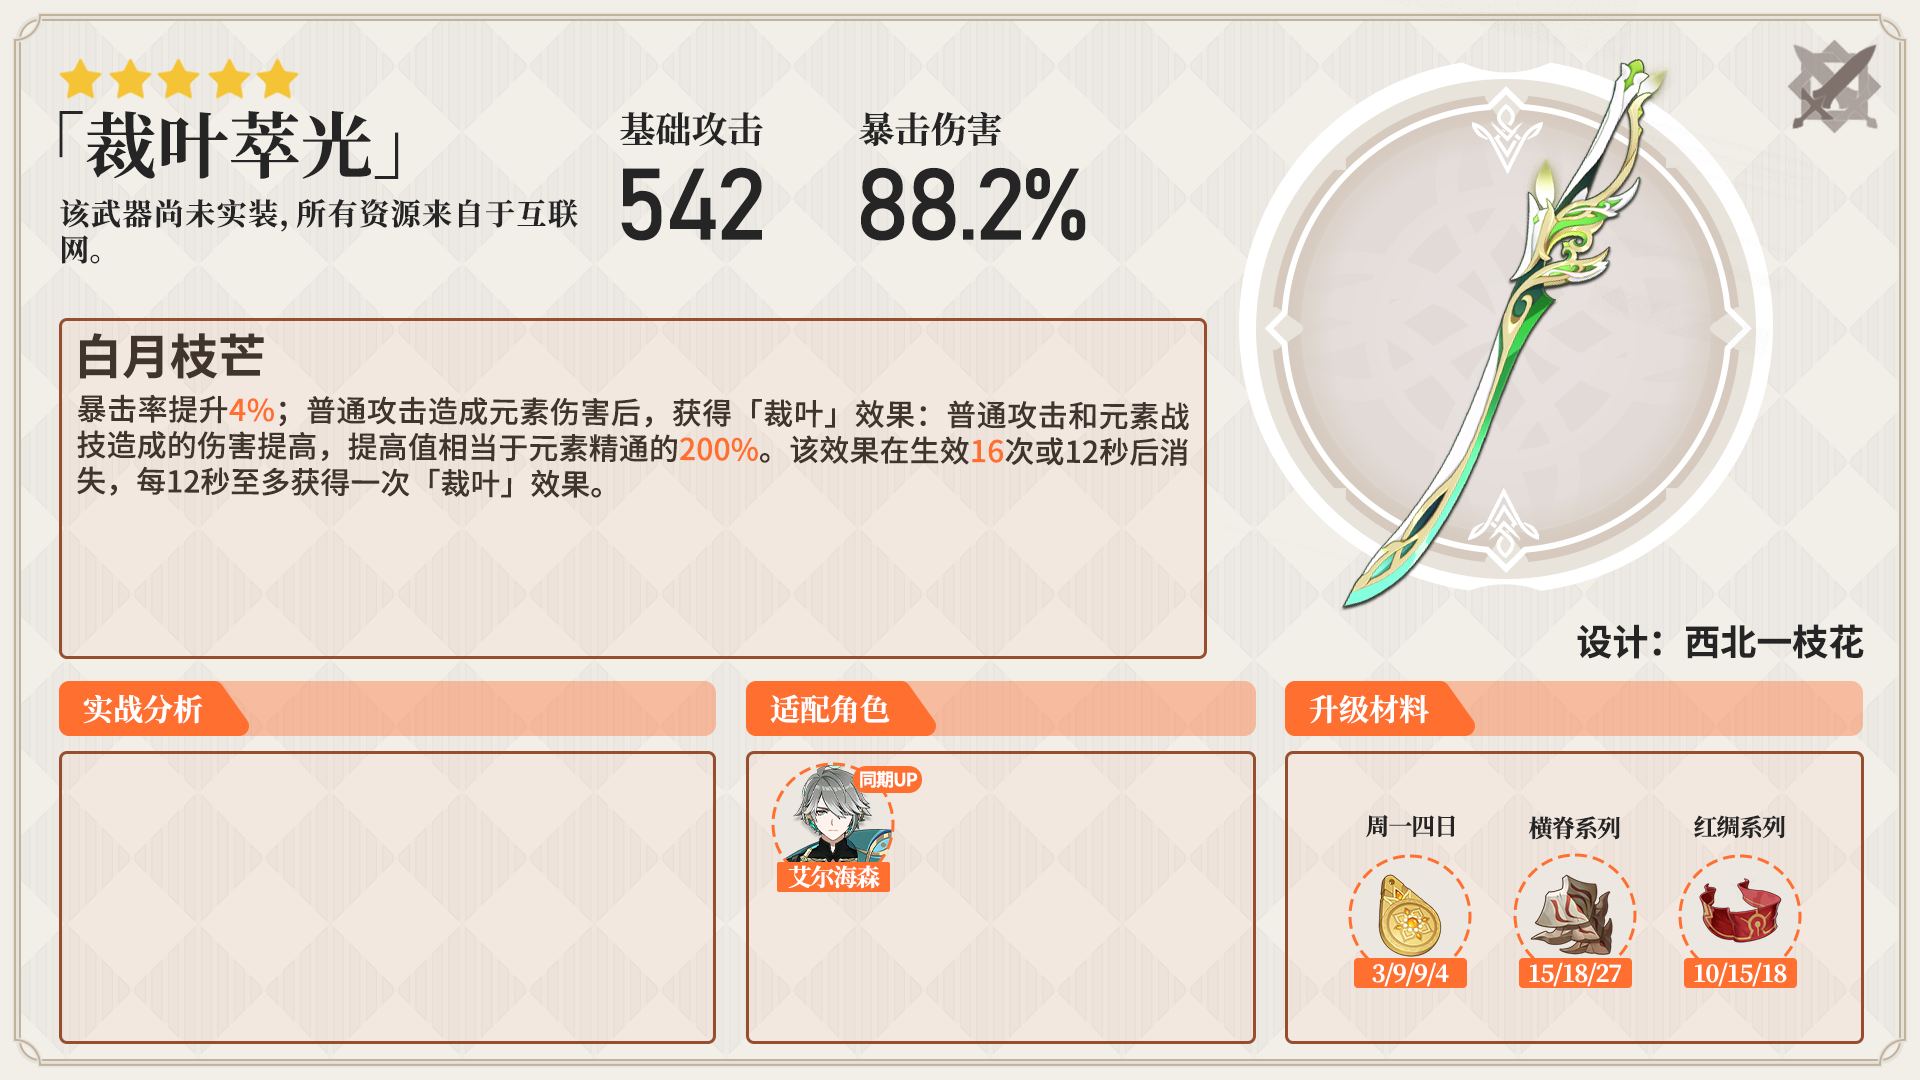 「裁叶萃光」
该武器尚未实装，所有资源来自于互联
网。
基础攻击
542
暴击伤害
88.2%
白月枝芒
暴击率提升4%；普通攻击造成元素伤害后，获得「裁叶」效果：普通攻击和元素战
技造成的伤害提高，提高值相当于元素精通的200%。该效果在生效16次或12秒后消
失，每12秒至多获得一次「裁叶」效果。
设计：西北一枝花
实战分析
适配角色
同期UP
艾尔海森
升级材料
周一四日
3/9/9/4
横脊系列
15/18/27
红绸系列
10/15/18